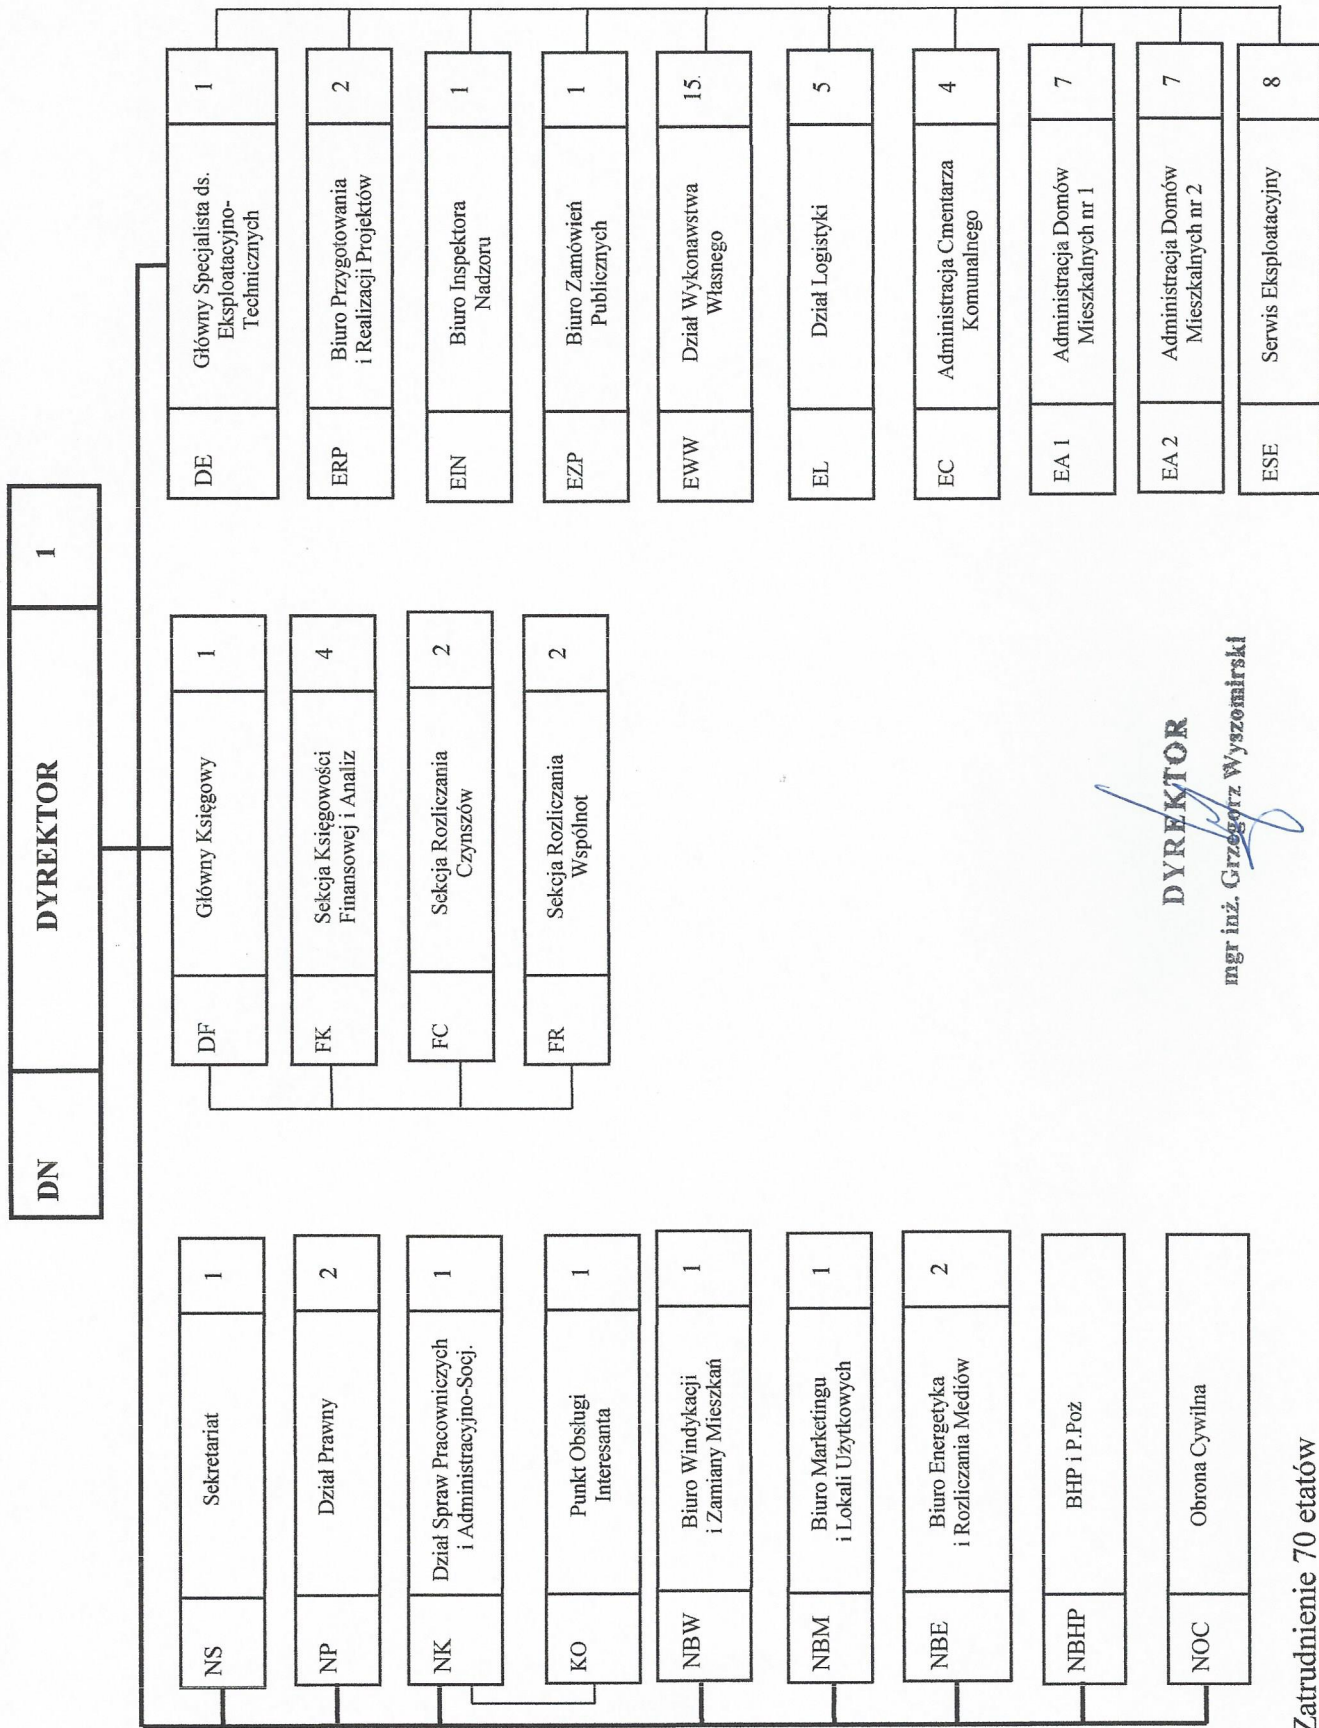 DN DYREKTOR 1
NS Sekretariat 1
NP Dział Prawny 2
NK Dział Spraw Pracowniczych 1
i Administracyjno-Socj.
KO Punkt Obsługi 1
Interesanta
NBW Biuro Windykacji 1
i Zamiany Mieszkań
NBM Biuro Marketingu 1
i Lokali Użytkowych
NBE Biuro Energetyka 2
i Rozliczania Mediów
NBHP BHP i P.Poż
NOC Obrona Cywilna
DF Główny Księgowy 1
FK Sekcja Księgowości 4
Finansowej i Analiz
FC Sekcja Rozliczania 2
Czynszów
FR Sekcja Rozliczania 2
Wspólnot
DE Główny Specjalista ds. 1
Eksploatacyjno-
Technicznych
ERP Biuro Przygotowania 2
i Realizacji Projektów
EIN Biuro Inspektora 1
Nadzoru
EZP Biuro Zamówień 1
Publicznych
EWW Dział Wykonawstwa 15.
Własnego
EL Dział Logistyki 5
EC Administracja Cmentarza 4
Komunalnego
EA 1 Administracja Domów 7
Mieszkalnych nr 1
EA 2 Administracja Domów 7
Mieszkalnych nr 2
ESE Serwis Eksploatacyjny 8
DYREKTOR
mgr inż. Grzegorz Wyszomirski
Zatrudnienie 70 etatów